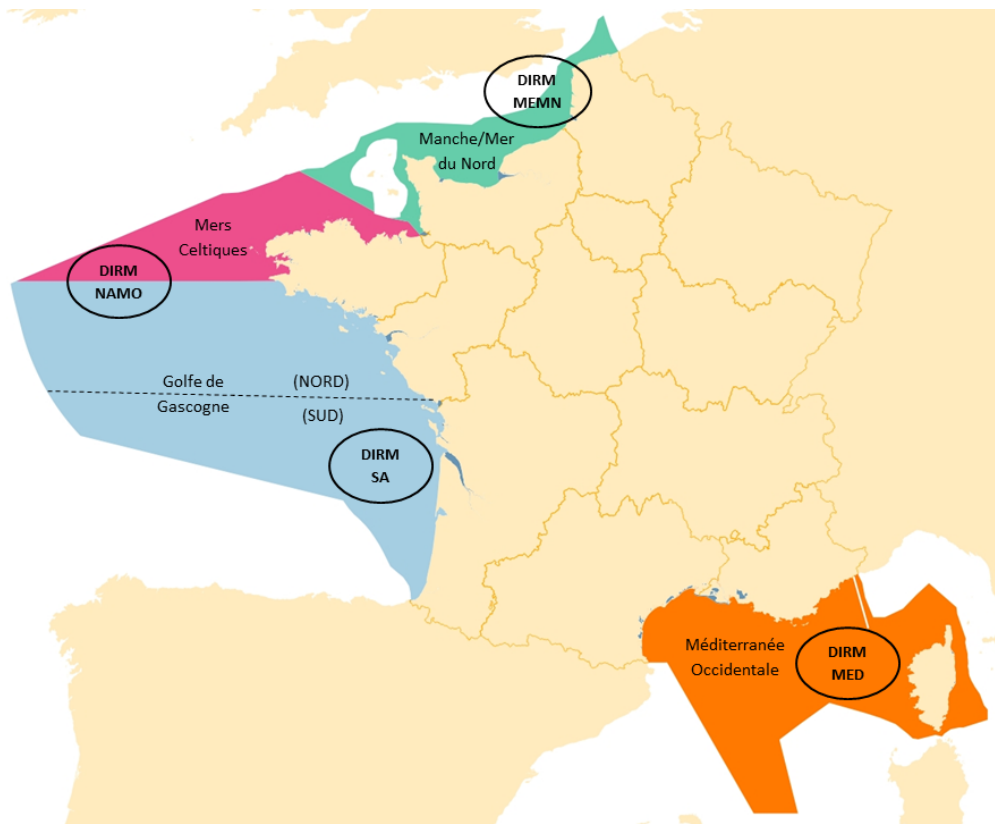 DIRM
MEMN
Manche/Mer
du Nord
Mers
Celtiques
DIRM
NAMO
Golfe de
Gascogne
(NORD)
(SUD)
DIRM
SA
Méditerranée
Occidentale
DIRM
MED